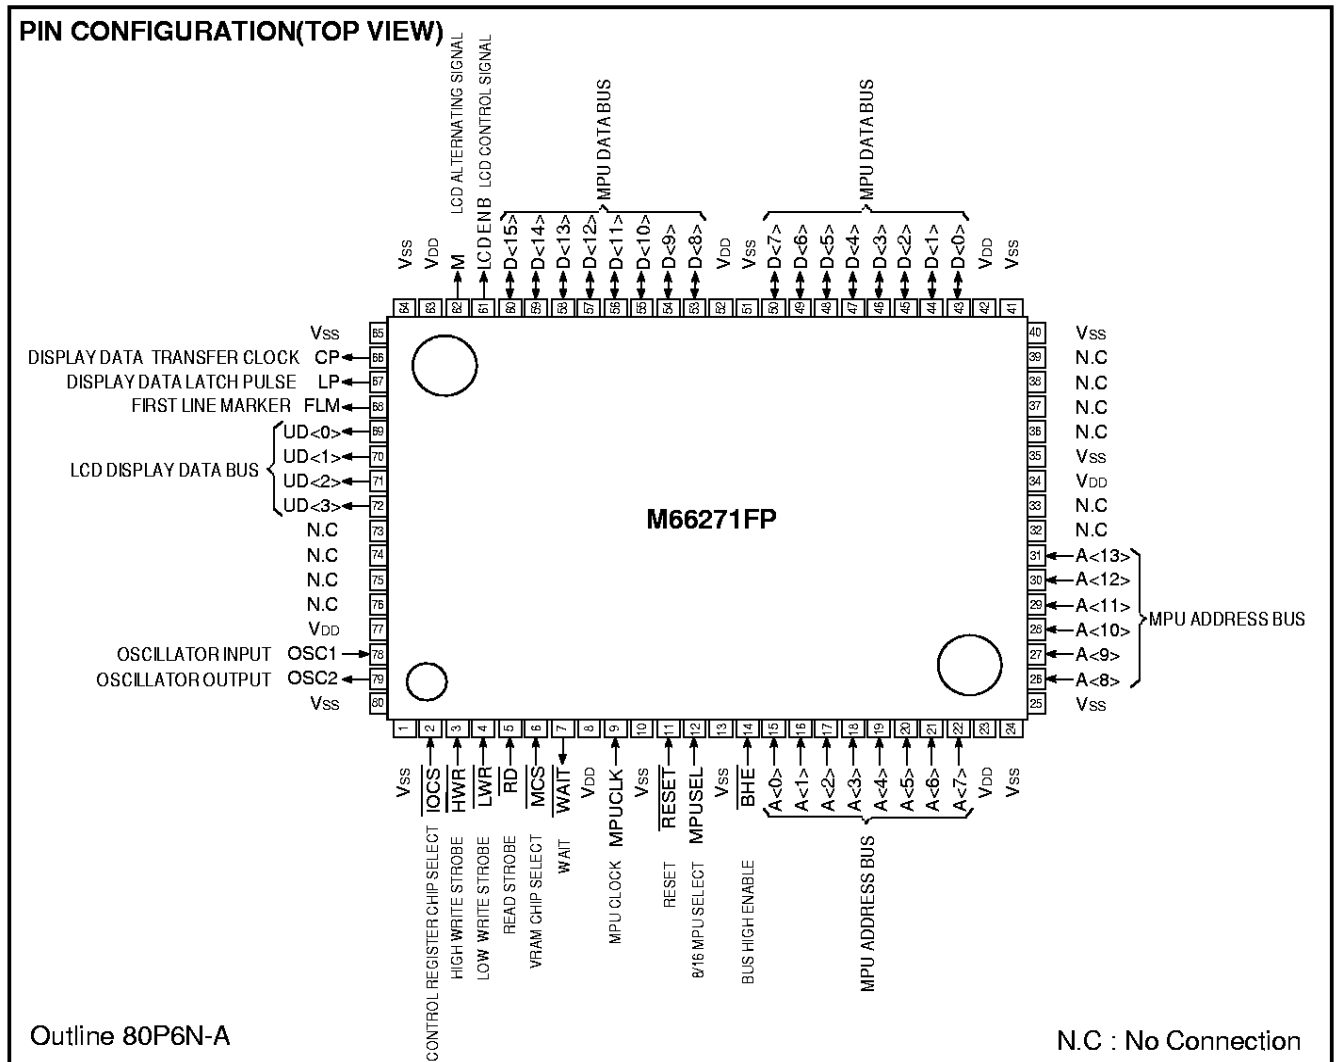 PIN CONFIGURATION(TOP VIEW)
LCD ALTERNATING SIGNAL
LCD CONTROL SIGNAL
MPU DATA BUS
MPU DATA BUS
VSS
VDD
M
LCDENB
D<15>
D<14>
D<13>
D<12>
D<11>
D<10>
D<9>
D<8>
VDD
VSS
D<7>
D<6>
D<5>
D<4>
D<3>
D<2>
D<1>
D<0>
VDD
VSS
64 63 62 61 60 59 58 57 56 55 54 53 52 51 50 49 48 47 46 45 44 43 42 41
VSS 65
DISPLAY DATA TRANSFER CLOCK CP 66
DISPLAY DATA LATCH PULSE LP 67
FIRST LINE MARKER FLM 68
LCD DISPLAY DATA BUS
UD<0> 69
UD<1> 70
UD<2> 71
UD<3> 72
N.C 73
N.C 74
N.C 75
N.C 76
VDD 77
OSCILLATOR INPUT OSC1 78
OSCILLATOR OUTPUT OSC2 79
VSS 80
M66271FP
40 VSS
39 N.C
38 N.C
37 N.C
36 N.C
35 VSS
34 VDD
33 N.C
32 N.C
31 A<13>
30 A<12>
29 A<11>
28 A<10>
27 A<9>
26 A<8>
MPU ADDRESS BUS
25 VSS
1 2 3 4 5 6 7 8 9 10 11 12 13 14 15 16 17 18 19 20 21 22 23 24
VSS
IOCS
HWR
LWR
RD
MCS
WAIT
VDD
MPUCLK
VSS
RESET
MPUSEL
VSS
BHE
A<0>
A<1>
A<2>
A<3>
A<4>
A<5>
A<6>
A<7>
VDD
VSS
CONTROL REGISTER CHIP SELECT
HIGH WRITE STROBE
LOW WRITE STROBE
READ STROBE
VRAM CHIP SELECT
WAIT
MPU CLOCK
RESET
8/16 MPU SELECT
BUS HIGH ENABLE
MPU ADDRESS BUS
Outline 80P6N-A
N.C : No Connection